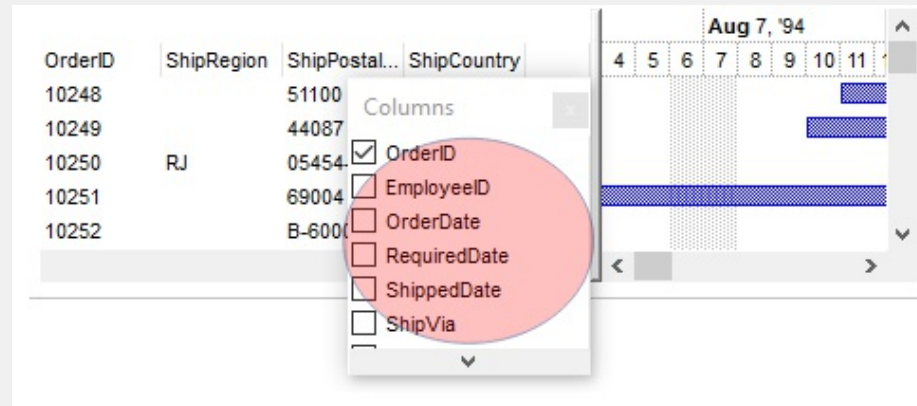 Aug 7, '94
OrderID ShipRegion ShipPostal... ShipCountry 4 5 6 7 8 9 10 11
10248 51100
10249 44087
10250 RJ 05454-
10251 69004
10252 B-6000
Columns
x
OrderID
EmployeeID
OrderDate
RequiredDate
ShippedDate
ShipVia